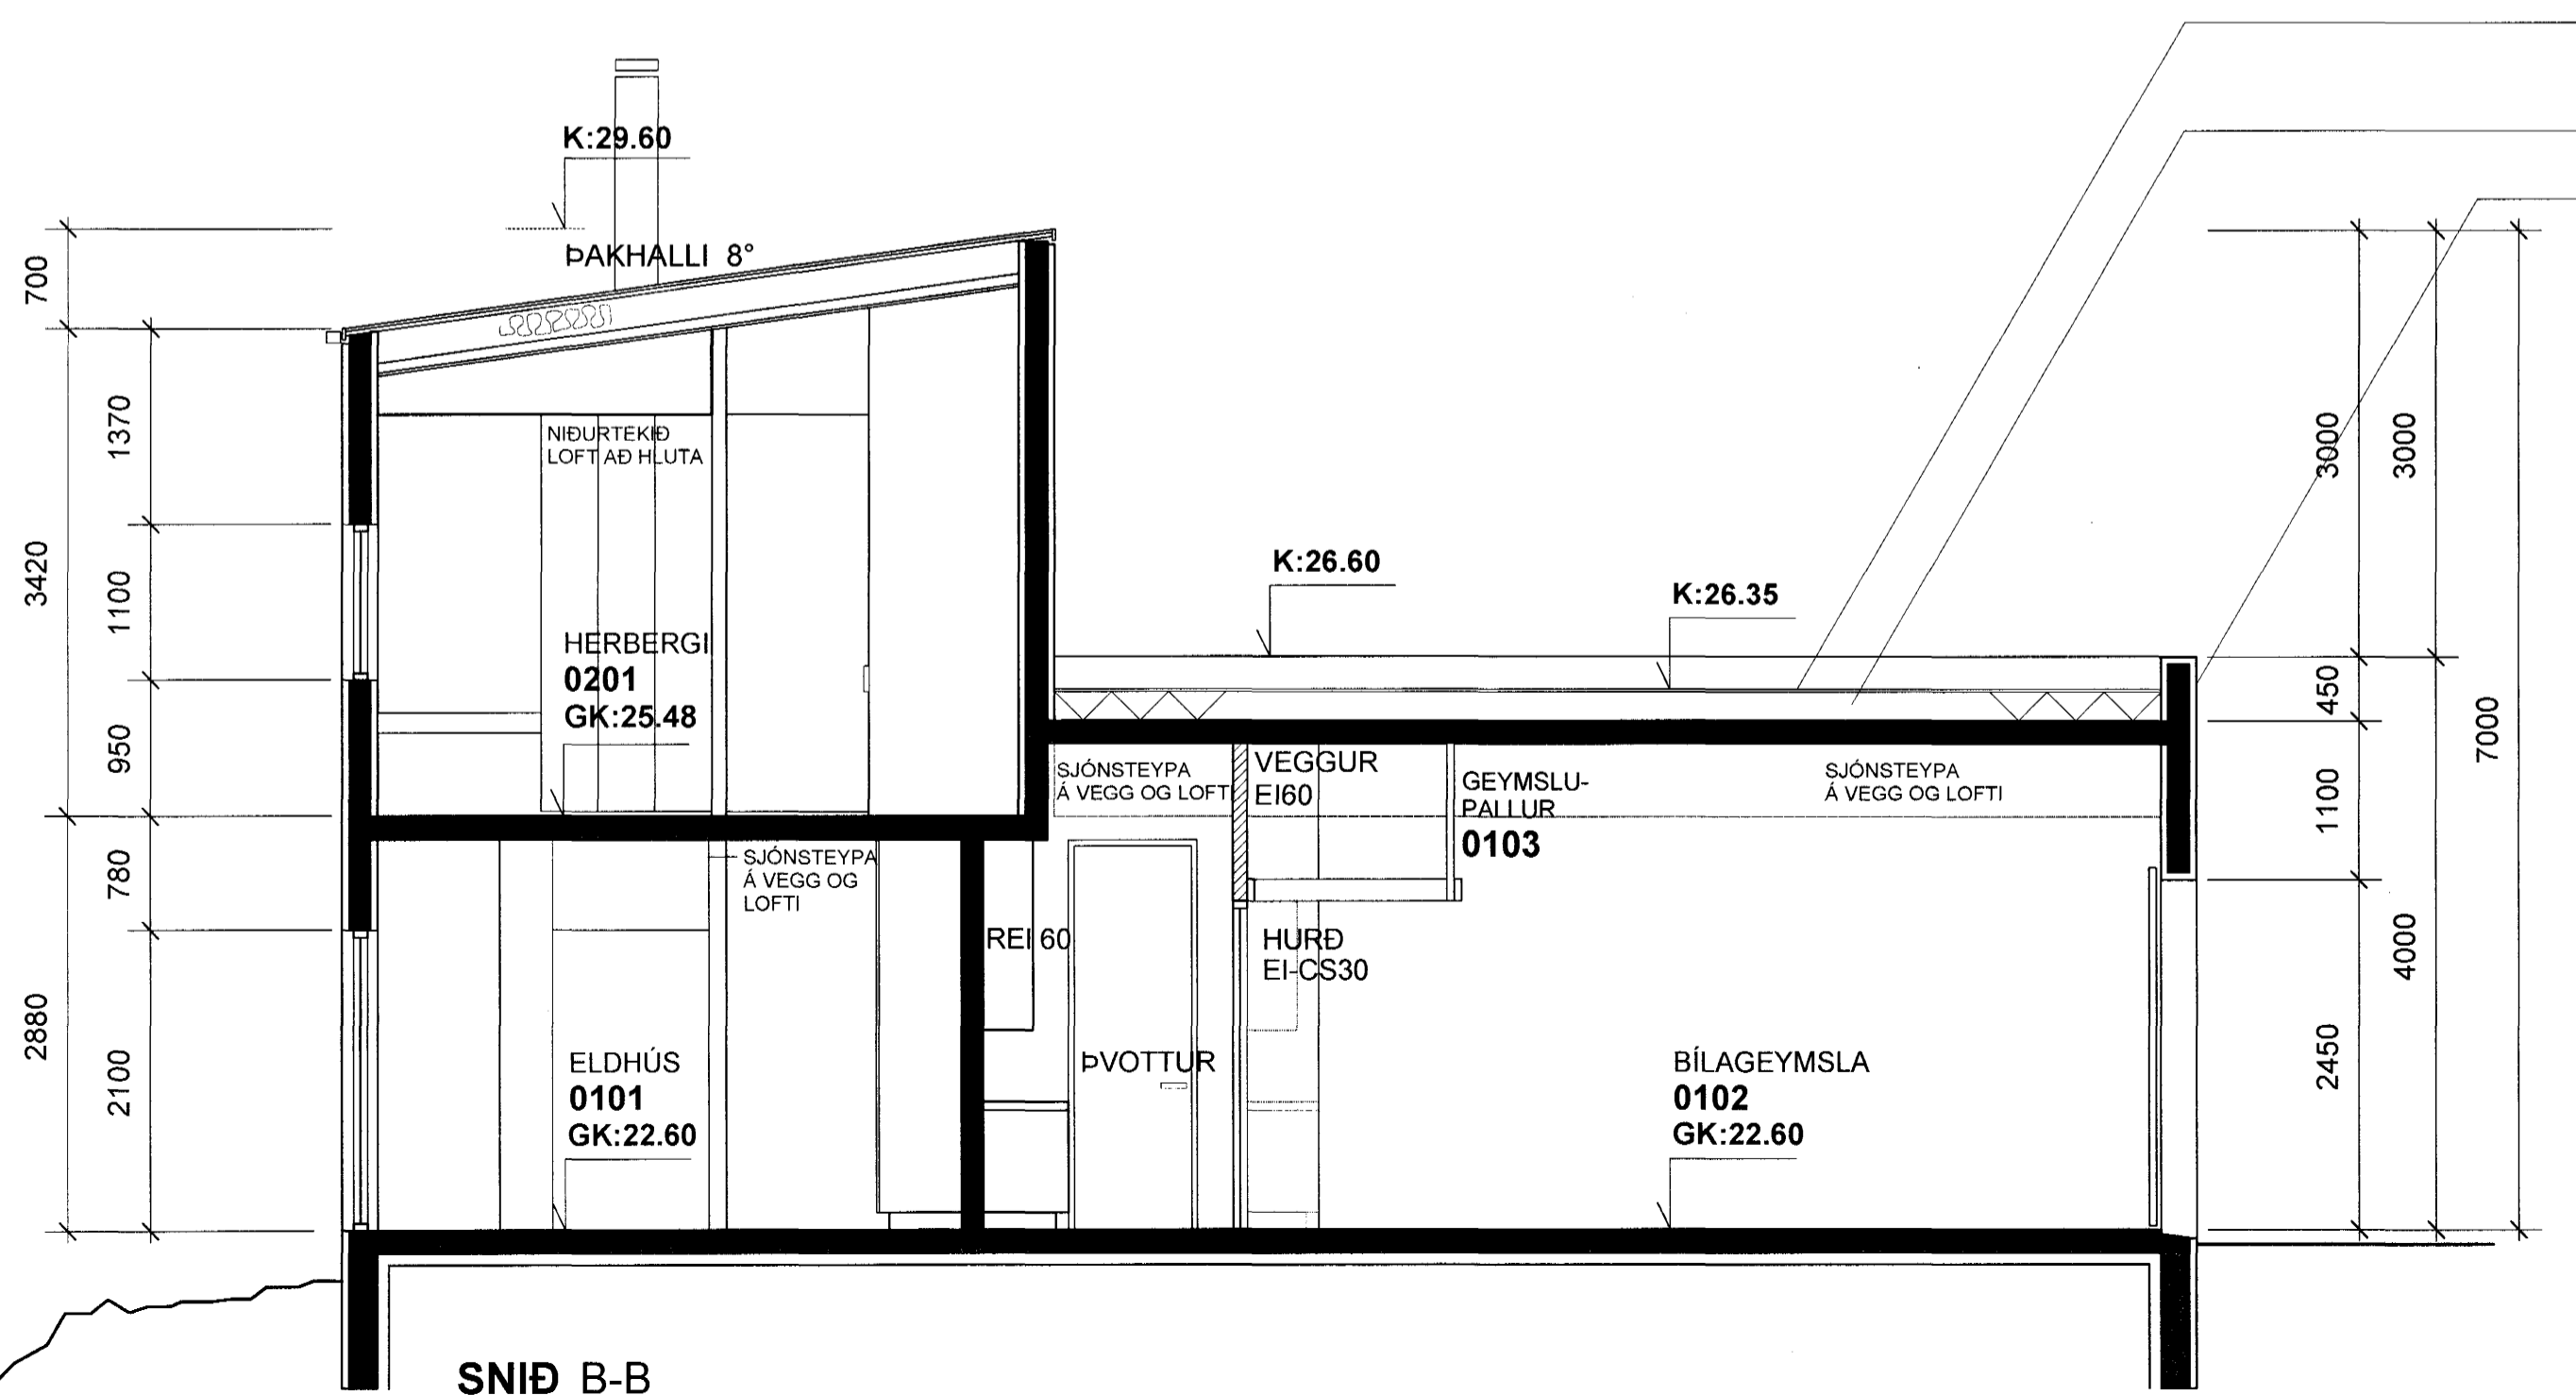 K:29.60
ÞAKHALLI 8°
NIÐURTEKIÐ
LOFT AÐ HLUTA
HERBERGI
0201
GK:25.48
K:26.60
K:26.35
SJÓNSTEYPA
Á VEGG OG LOFTI
VEGGUR
EI60
GEYMSLU-
PALLUR
0103
SJÓNSTEYPA
Á VEGG OG LOFTI
SJÓNSTEYPA
Á VEGG OG
LOFTI
REI 60
HURÐ
EI-CS30
ELDHÚS
0101
GK:22.60
ÞVOTTUR
BÍLAGEYMSLA
0102
GK:22.60
700
3420
2880
1370
1100
950
780
2100
3000
450
1100
2450
3000
4000
7000
SNIÐ B-B